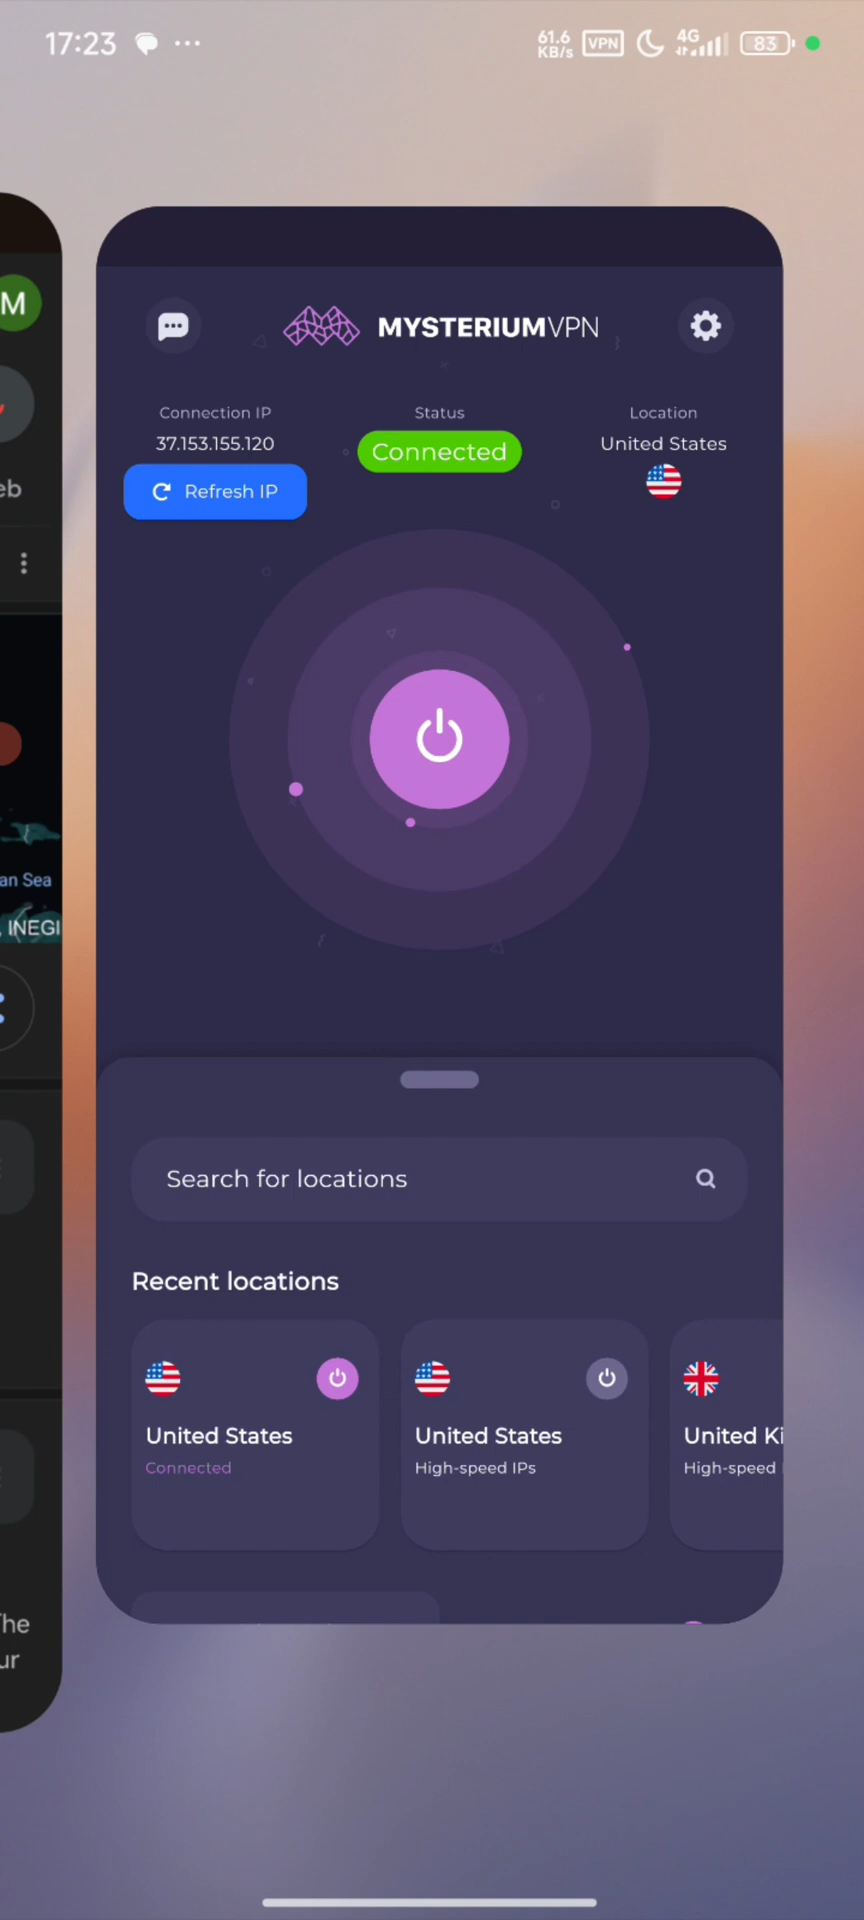 17:23
61.6
KB/s
VPN
4G
83
M
eb
an Sea
INEGI
The
ur
MYSTERIUMVPN
Connection IP
Status
Location
37.153.155.120
Connected
United States
Refresh IP
Search for locations
Recent locations
United States
Connected
United States
High-speed IPs
United Ki
High-speed